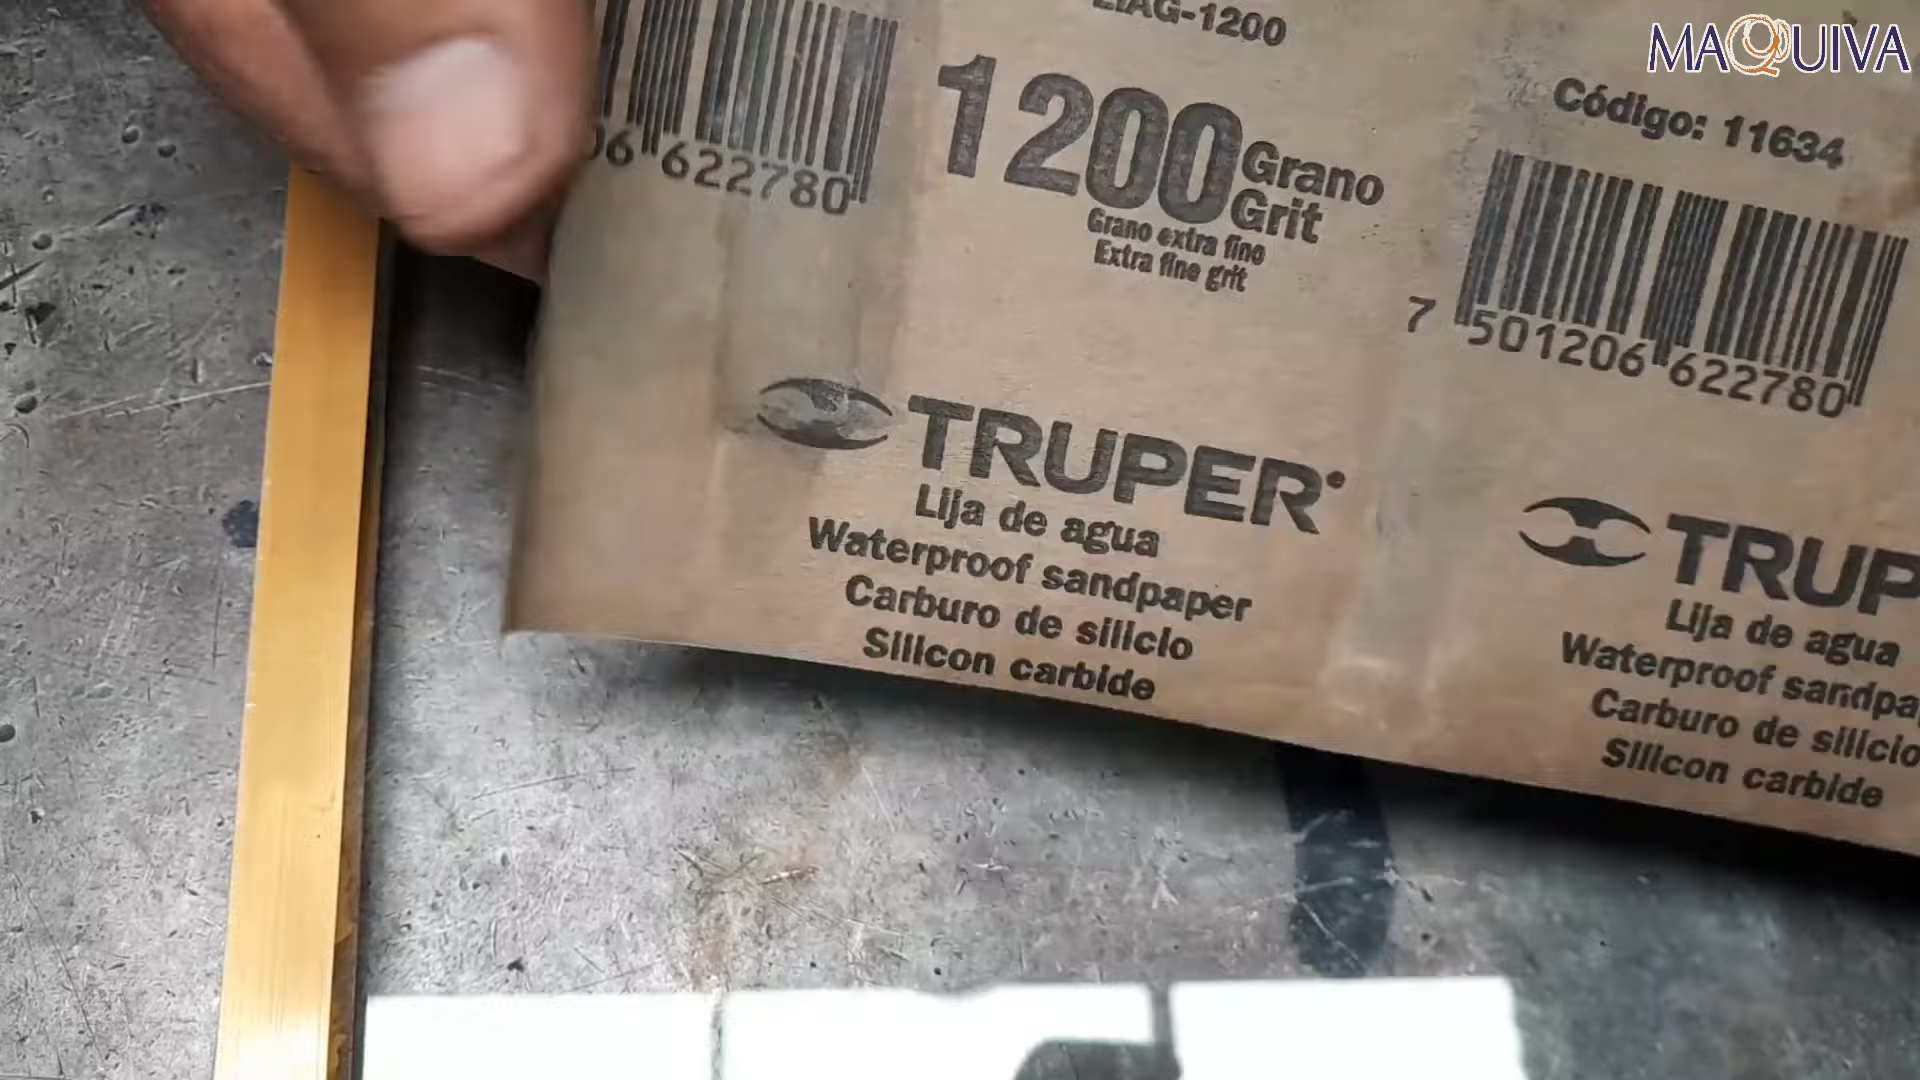 MAQUIVA
LIAG-1200
1200 Grano
Grit
Grano extra fino
Extra fine grit
06 622780
Código: 11634
7 501206 622780
TRUPER
Lija de agua
Waterproof sandpaper
Carburo de silicio
Silicon carbide
TRUP
Lija de agua
Waterproof sandpa
Carburo de silicio
Silicon carbide